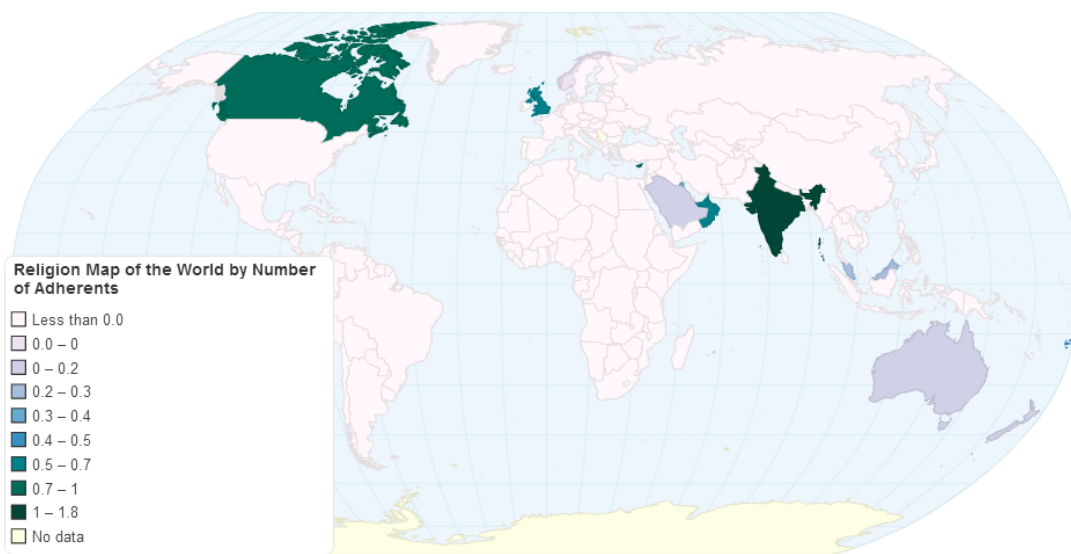 Religion Map of the World by Number
of Adherents
Less than 0.0
0.0 – 0
0 – 0.2
0.2 – 0.3
0.3 – 0.4
0.4 – 0.5
0.5 – 0.7
0.7 – 1
1 – 1.8
No data